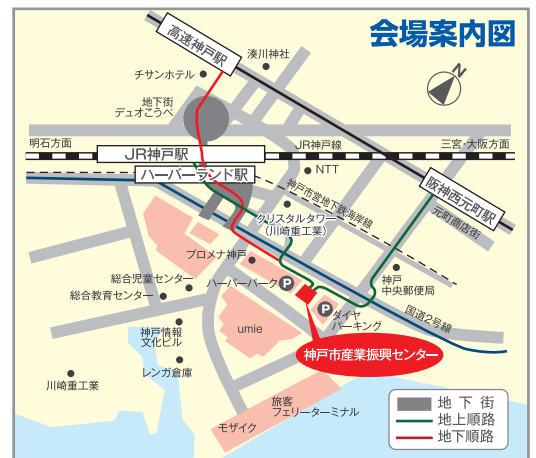 会場案内図
高速神戸駅
湊川神社
チサンホテル
N
地下街
デュオこうべ
明石方面
JR神戸線
三宮・大阪方面
JR神戸駅
ハーバーランド駅
NTT
阪神西元町駅
神戸市営地下鉄海岸線
元町商店街
クリスタルタワー
(川崎重工業)
プロメナ神戸
総合児童センター
ハーバーパーク
P
神戸
中央郵便局
総合教育センター
P
ダイヤ
パーキング
国道2号線
神戸情報
文化ビル
umie
神戸市産業振興センター
レンガ倉庫
川崎重工業
旅客
フェリーターミナル
モザイク
地下街
地上順路
地下順路